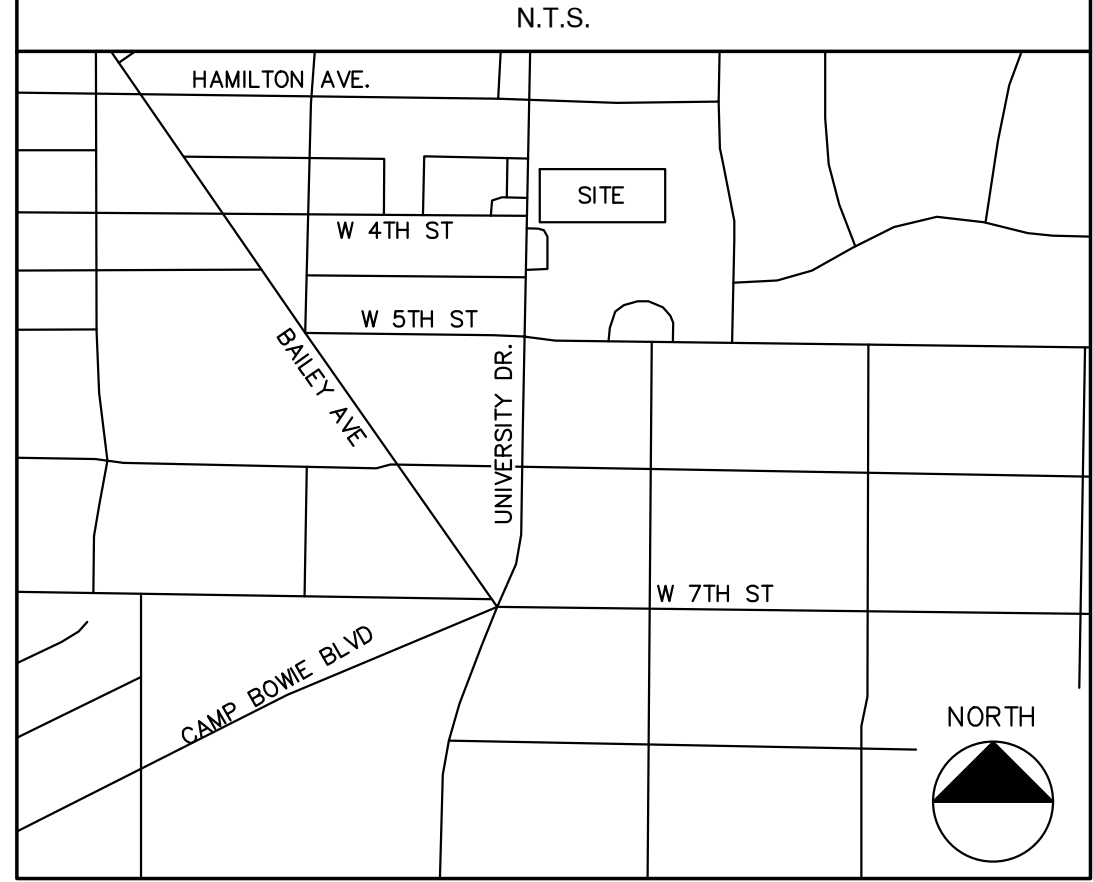 N.T.S.
HAMILTON AVE.
SITE
W 4TH ST
W 5TH ST
BAILEY AVE
UNIVERSITY DR.
W 7TH ST
CAMP BOWIE BLVD
NORTH